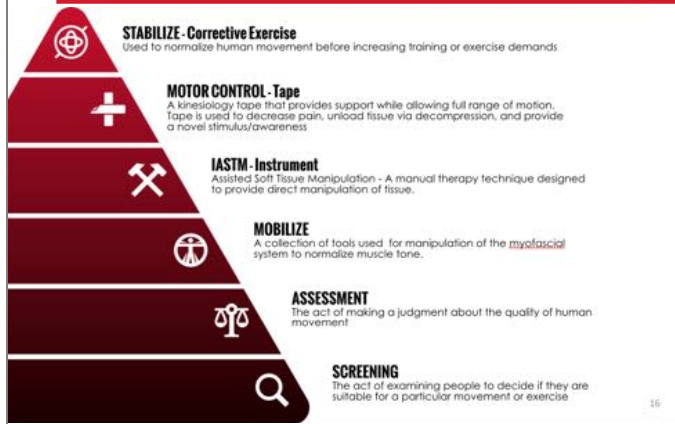 STABILIZE - Corrective Exercise
Used to normalize human movement before increasing training or exercise demands
MOTOR CONTROL - Tape
A kinesiology tape that provides support while allowing full range of motion.
Tape is used to decrease pain, unload tissue via decompression, and provide
a novel stimulus/awareness
IASTM - Instrument
Assisted Soft Tissue Manipulation - A manual therapy technique designed
to provide direct manipulation of tissue.
MOBILIZE
A collection of tools used for manipulation of the myofascial
system to normalize muscle tone.
ASSESSMENT
The act of making a judgment about the quality of human
movement
SCREENING
The act of examining people to decide if they are
suitable for a particular movement or exercise
16